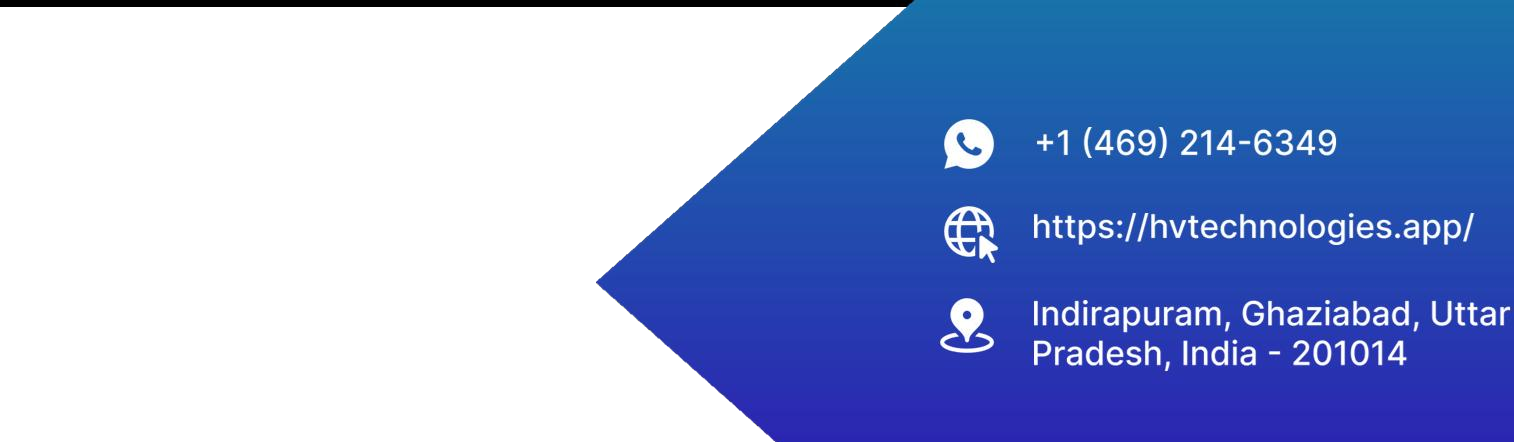 +1 (469) 214-6349
https://hvtechnologies.app/
Indirapuram, Ghaziabad, Uttar
Pradesh, India - 201014